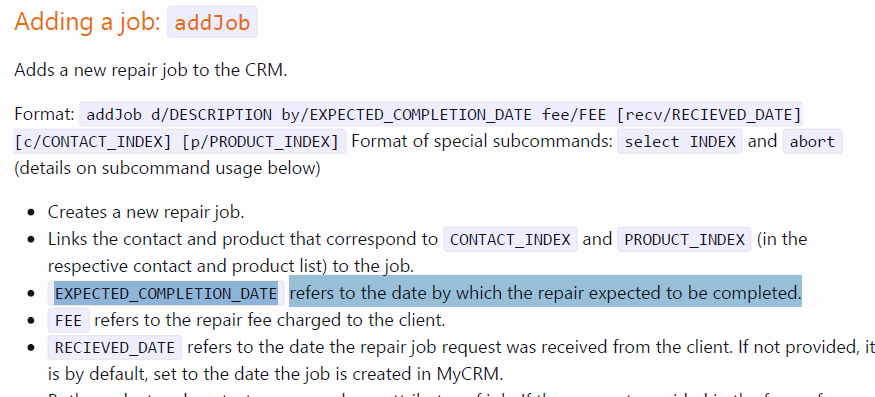 Adding a job: addJob
Adds a new repair job to the CRM.
Format: addJob d/DESCRIPTION by/EXPECTED_COMPLETION_DATE fee/FEE [recv/RECIEVED_DATE]
[c/CONTACT_INDEX] [p/PRODUCT_INDEX] Format of special subcommands: select INDEX and abort
(details on subcommand usage below)
• Creates a new repair job.
• Links the contact and product that correspond to CONTACT_INDEX and PRODUCT_INDEX (in the
respective contact and product list) to the job.
• EXPECTED_COMPLETION_DATE refers to the date by which the repair expected to be completed.
• FEE refers to the repair fee charged to the client.
• RECIEVED_DATE refers to the date the repair job request was received from the client. If not provided, it
is by default, set to the date the job is created in MyCRM.